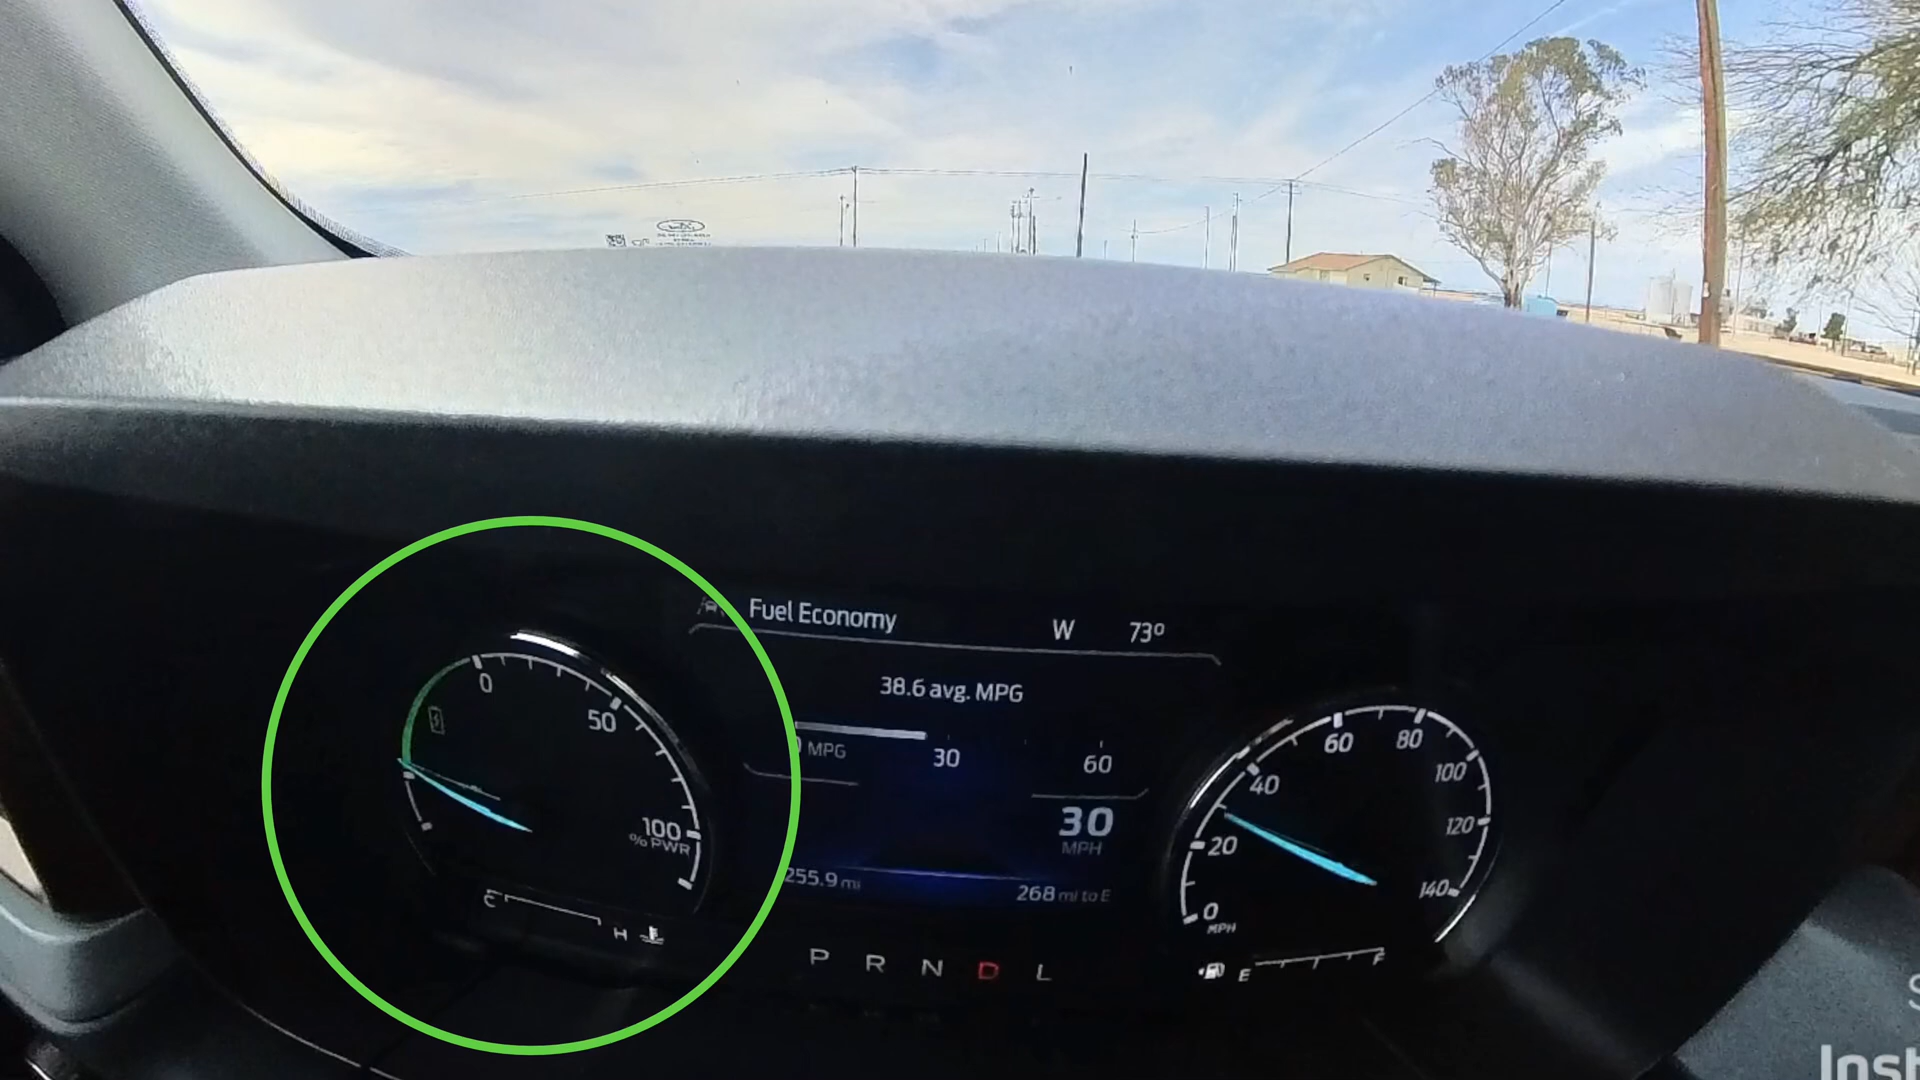 Fuel Economy W 73º
38.6 avg. MPG
MPG 30 60
30
MPH
255.9 mi 268 mi to E
0
50
100
% PWR
C H
P R N D L
0 20 40 60 80 100 120 140
MPH
E F
S
Inst